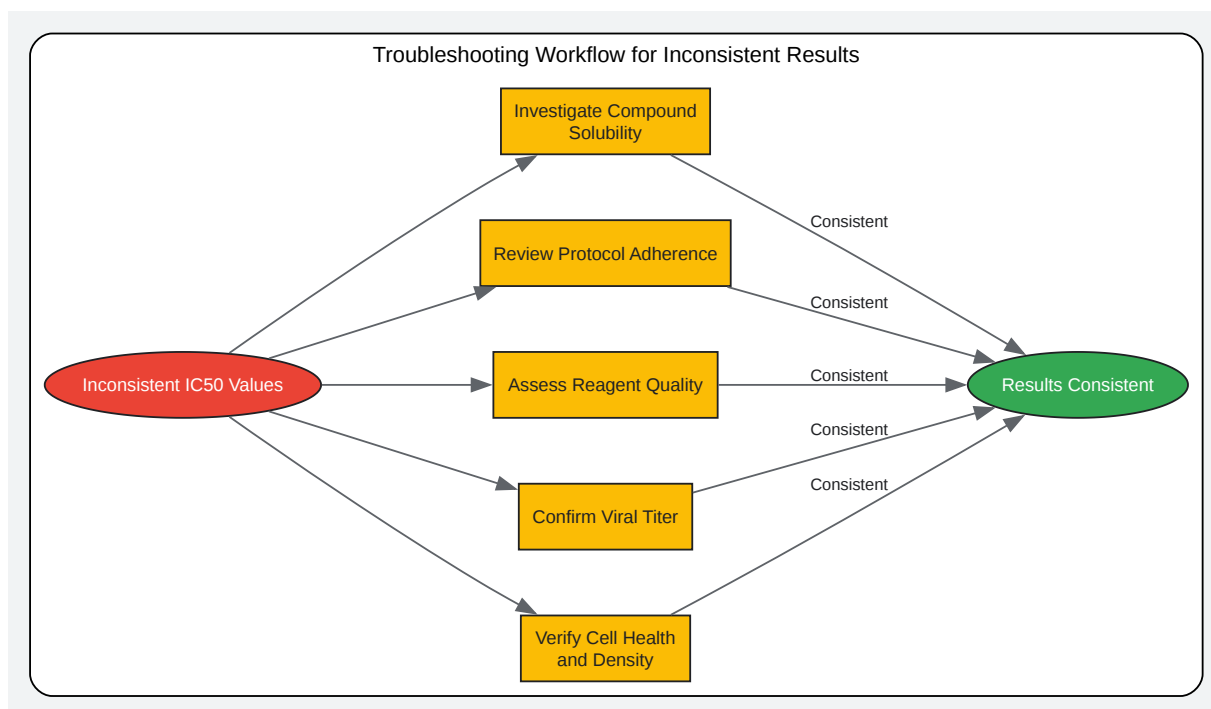 Troubleshooting Workflow for Inconsistent Results
Investigate Compound
Solubility
Consistent
Review Protocol Adherence
Consistent
Inconsistent IC50 Values
Assess Reagent Quality
Consistent
Results Consistent
Consistent
Confirm Viral Titer
Consistent
Verify Cell Health
and Density